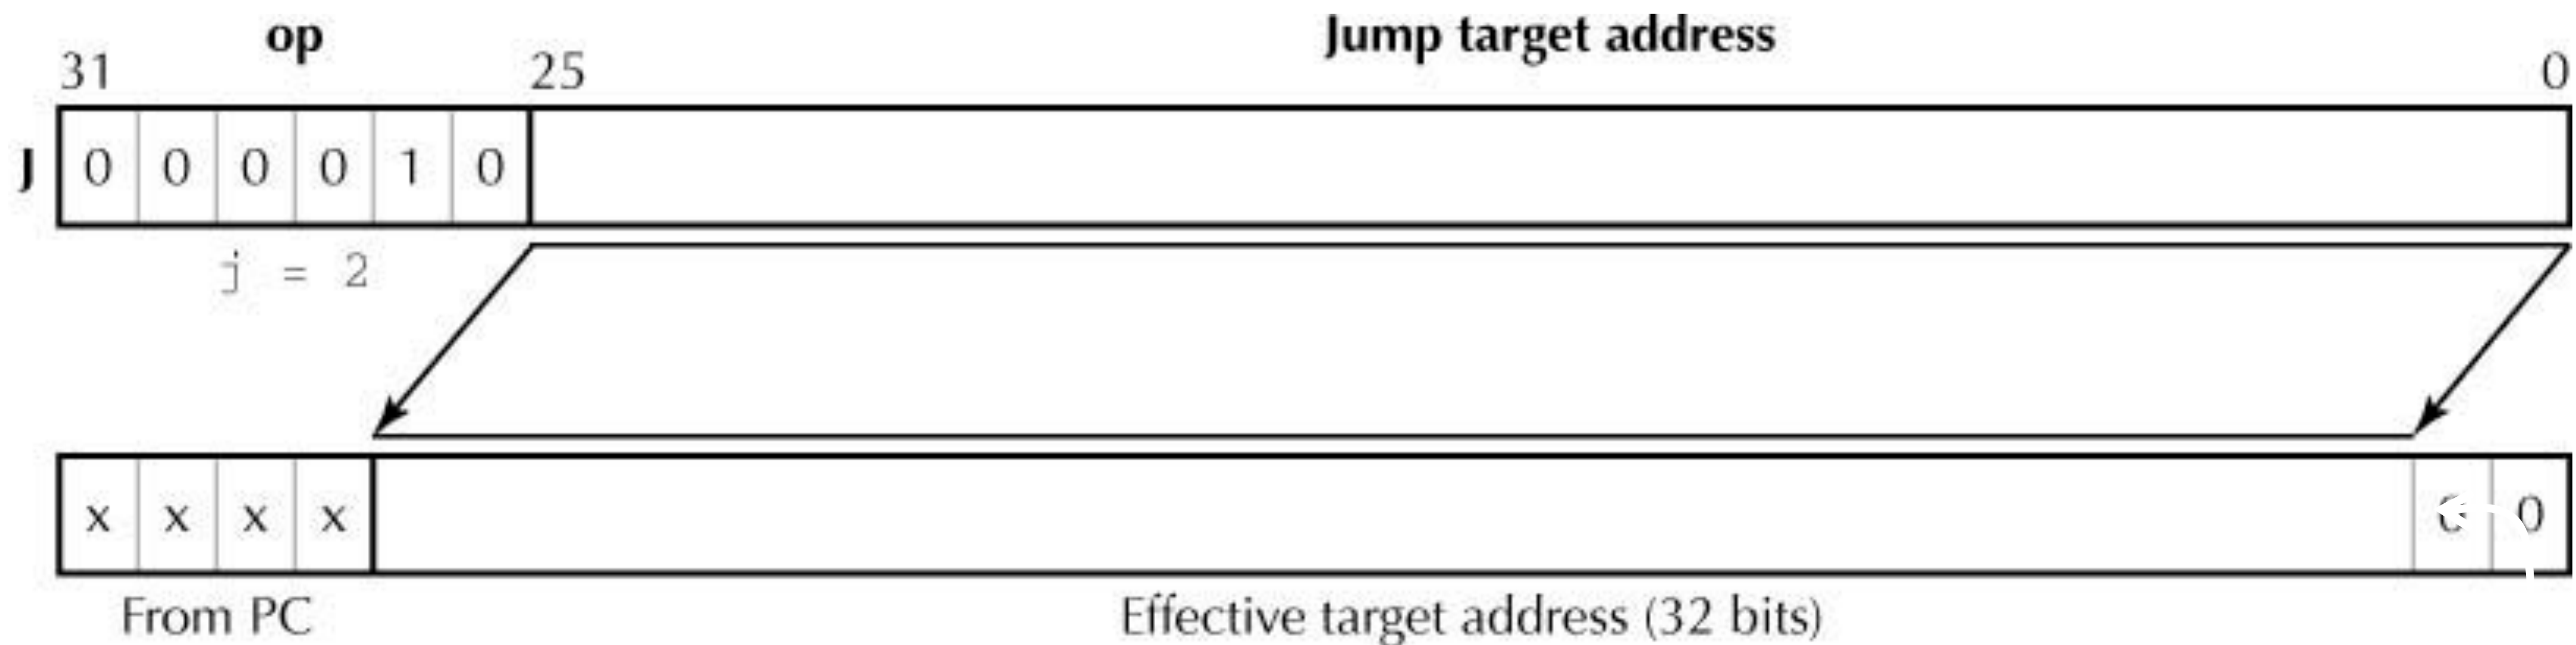 op Jump target address
31 25 0
J 0 0 0 0 1 0
j = 2
x x x x 0 0
From PC Effective target address (32 bits)